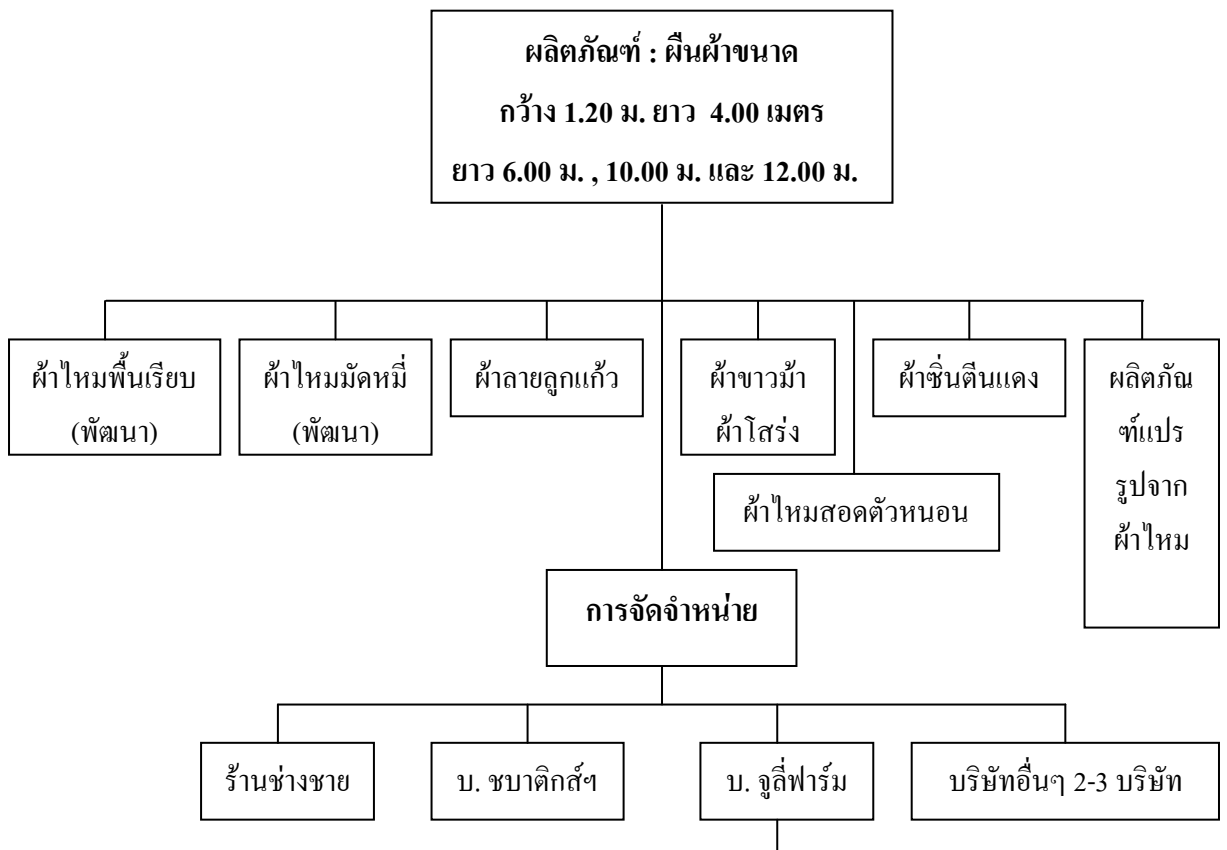 ผลิตภัณฑ์ : ผืนผ้าขนาด
กว้าง 1.20 ม. ยาว 4.00 เมตร
ยาว 6.00 ม. , 10.00 ม. และ 12.00 ม.
ผ้าไหมพื้นเรียบ
(พัฒนา)
ผ้าไหมมัดหมี่
(พัฒนา)
ผ้าลายลูกแก้ว
ผ้าขาวม้า
ผ้าโสร่ง
ผ้าไหมสอดตัวหนอน
ผ้าซิ่นตีนแดง
ผลิตภัณ
ฑ์แปร
รูปจาก
ผ้าไหม
การจัดจำหน่าย
ร้านช่างชาย
บ. ชบาติกส์ฯ
บ. จูลี่ฟาร์ม
บริษัทอื่นๆ 2-3 บริษัท